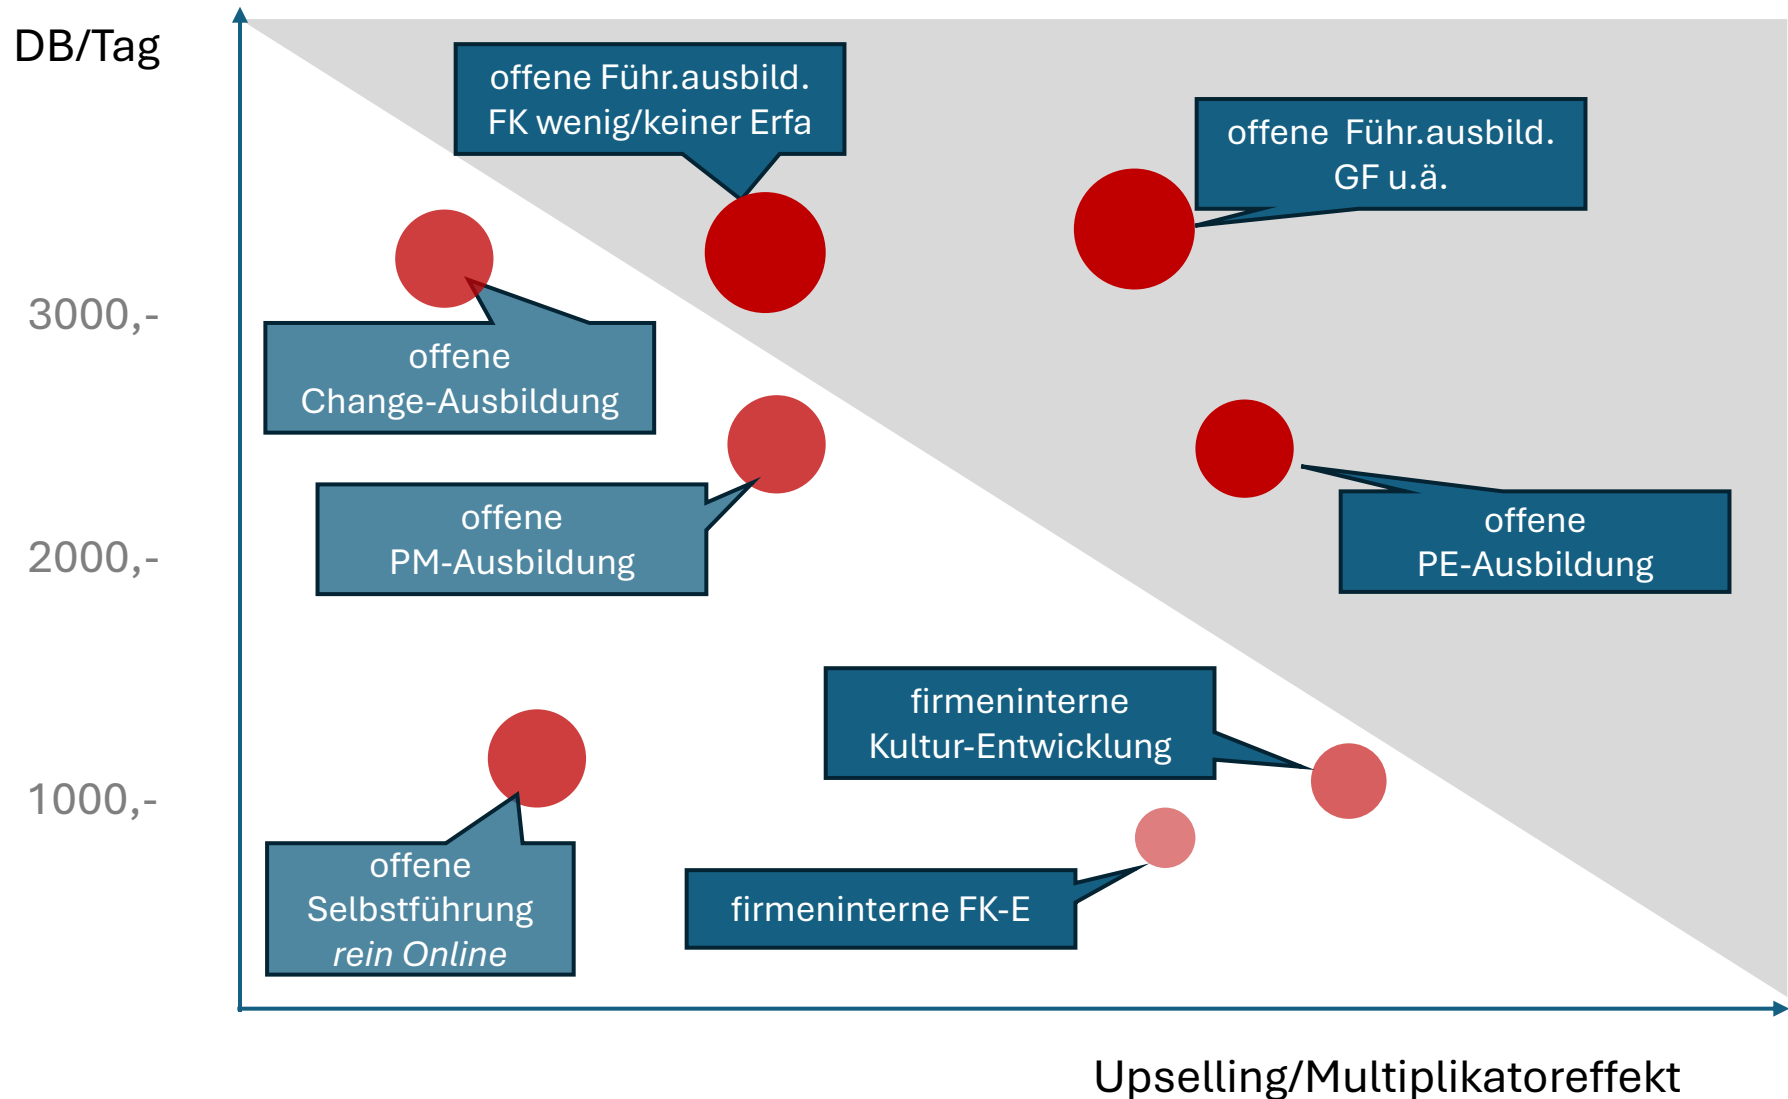 DB/Tag
offene Führ.ausbild.
FK wenig/keiner Erfa
offene  Führ.ausbild.
GF u.ä.
3000,-
offene
Change-Ausbildung
offene
PM-Ausbildung
offene
PE-Ausbildung
2000,-
firmeninterne
Kultur-Entwicklung
1000,-
offene
Selbstführung
rein Online
firmeninterne FK-E
Upselling/Multiplikatoreffekt